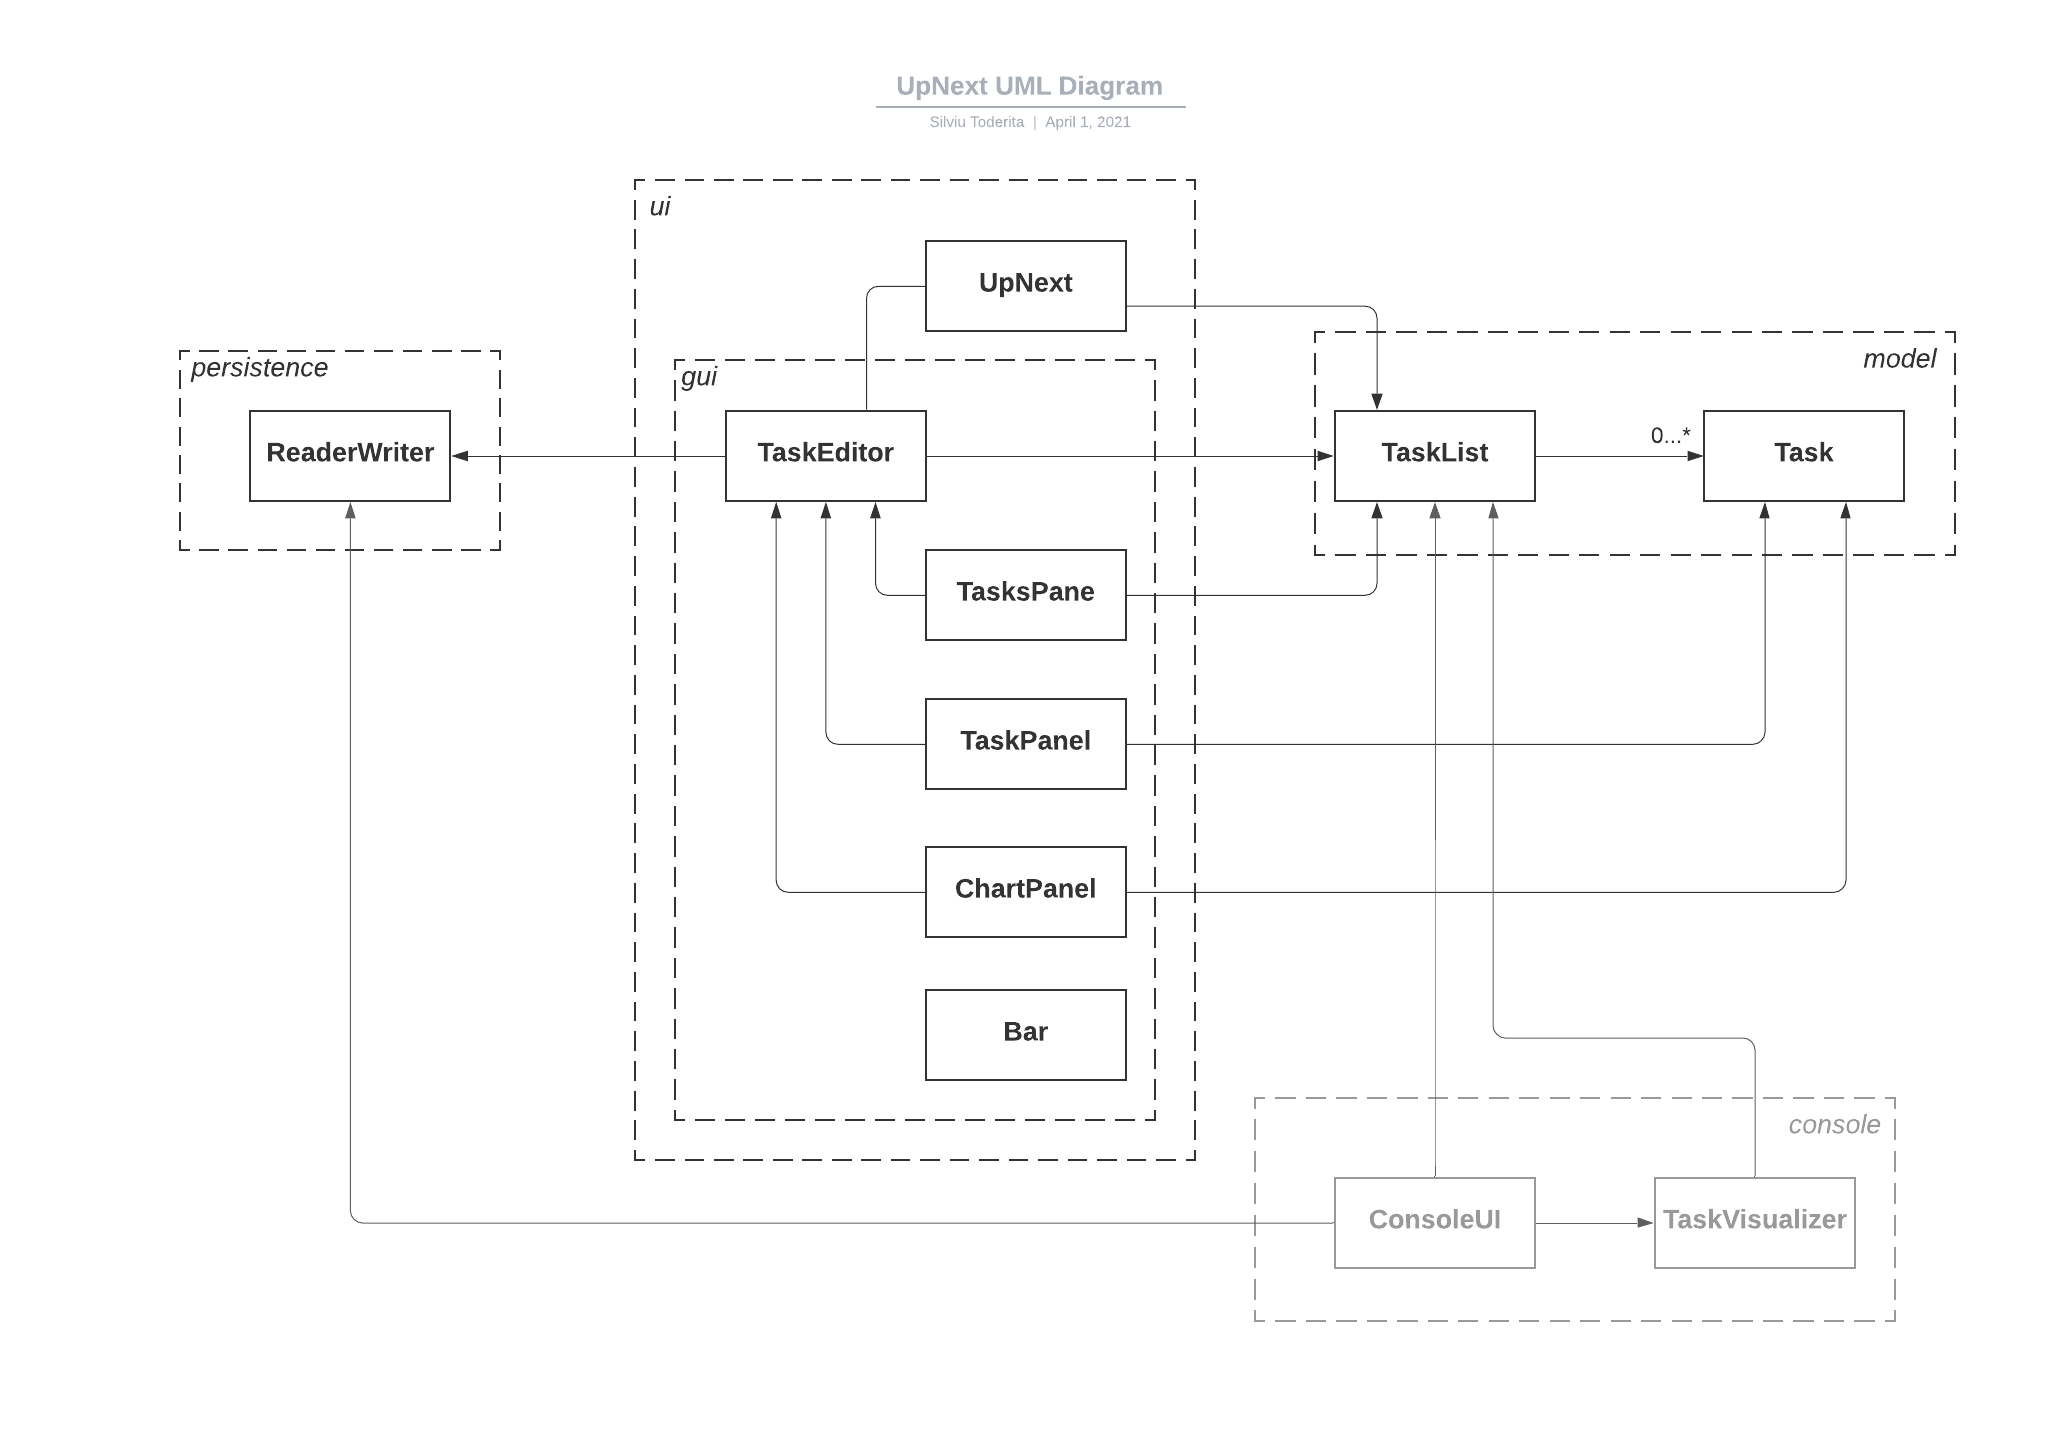 UpNext UML Diagram
Silviu Toderita | April 1, 2021
ui
UpNext
persistence
gui
model
ReaderWriter
TaskEditor
TaskList
0...*
Task
TasksPane
TaskPanel
ChartPanel
Bar
console
ConsoleUI
TaskVisualizer